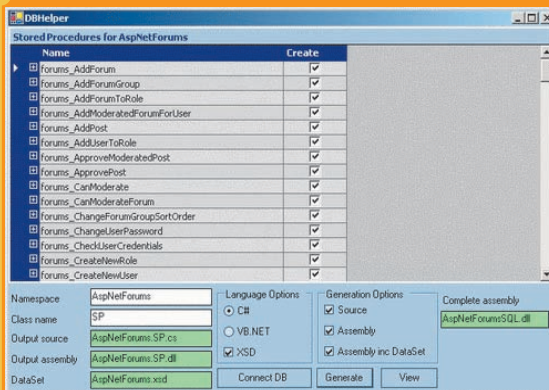 DBHelper
Stored Procedures for AspNetForums
Name Create
forums_AddForum
forums_AddForumGroup
forums_AddForumToRole
forums_AddModeratedForumForUser
forums_AddPost
forums_AddUserToRole
forums_ApproveModeratedPost
forums_ApprovePost
forums_CanModerate
forums_CanModerateForum
forums_ChangeForumGroupSortOrder
forums_ChangeUserPassword
forums_CheckUserCredentials
forums_CreateNewRole
forums_CreateNewUser
Namespace AspNetForums
Class name SP
Output source AspNetForums.SP.cs
Output assembly AspNetForums.SP.dll
DataSet AspNetForums.xsd
Language Options
C#
VB.NET
XSD
Connect DB
Generation Options
Source
Assembly
Assembly inc DataSet
Generate View
Complete assembly
AspNetForumsSQL.dll